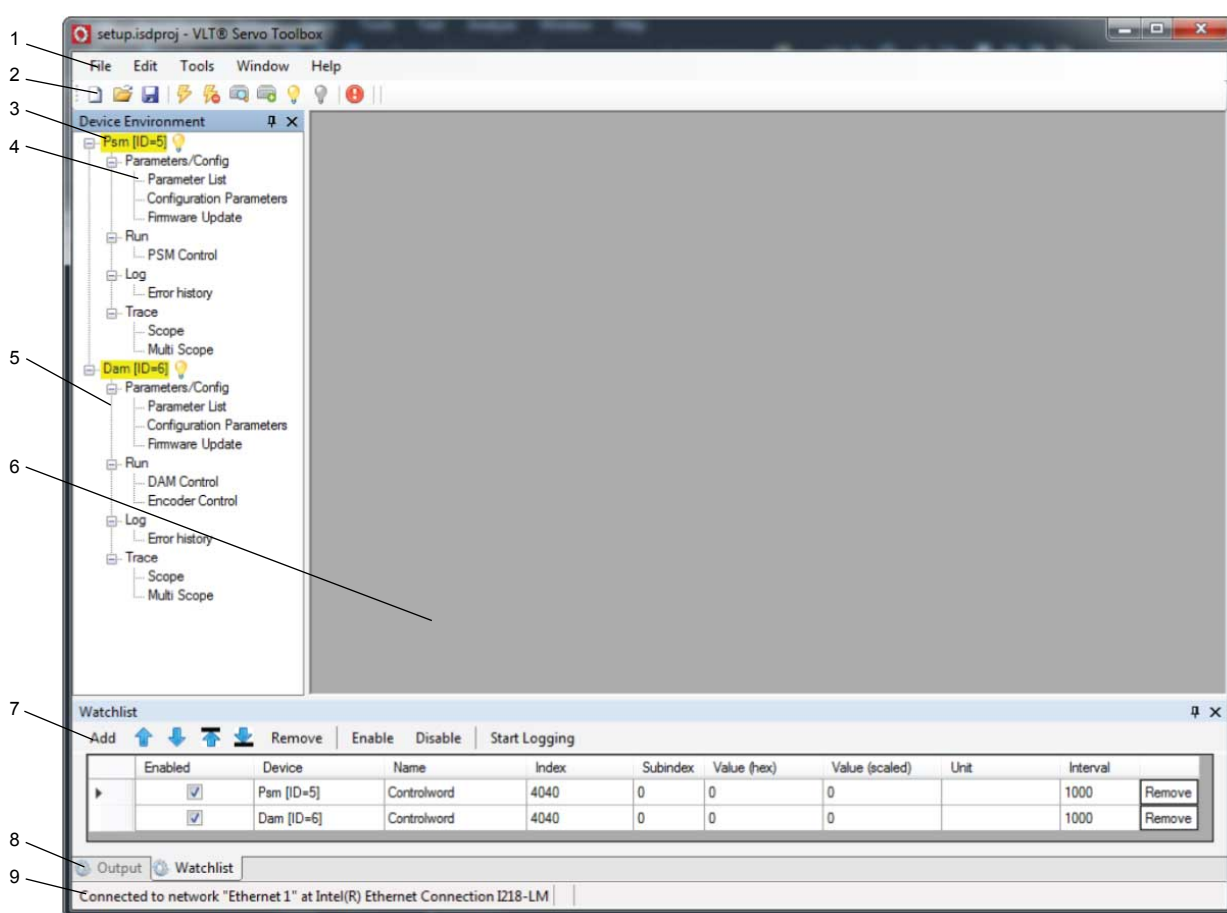 setup.isdproj - VLT® Servo Toolbox
1
File Edit Tools Window Help
2
3
Device Environment
Psm [ID=5]
4
Parameters/Config
Parameter List
Configuration Parameters
Firmware Update
Run
PSM Control
Log
Error history
Trace
Scope
Multi Scope
5
Dam [ID=6]
Parameters/Config
Parameter List
Configuration Parameters
Firmware Update
6
Run
DAM Control
Encoder Control
Log
Error history
Trace
Scope
Multi Scope
7
Watchlist
Add Remove Enable Disable Start Logging
Enabled Device Name Index Subindex Value (hex) Value (scaled) Unit Interval
Psm [ID=5] Controlword 4040 0 0 0 1000 Remove
Dam [ID=6] Controlword 4040 0 0 0 1000 Remove
8
Output Watchlist
9
Connected to network "Ethernet 1" at Intel(R) Ethernet Connection I218-LM